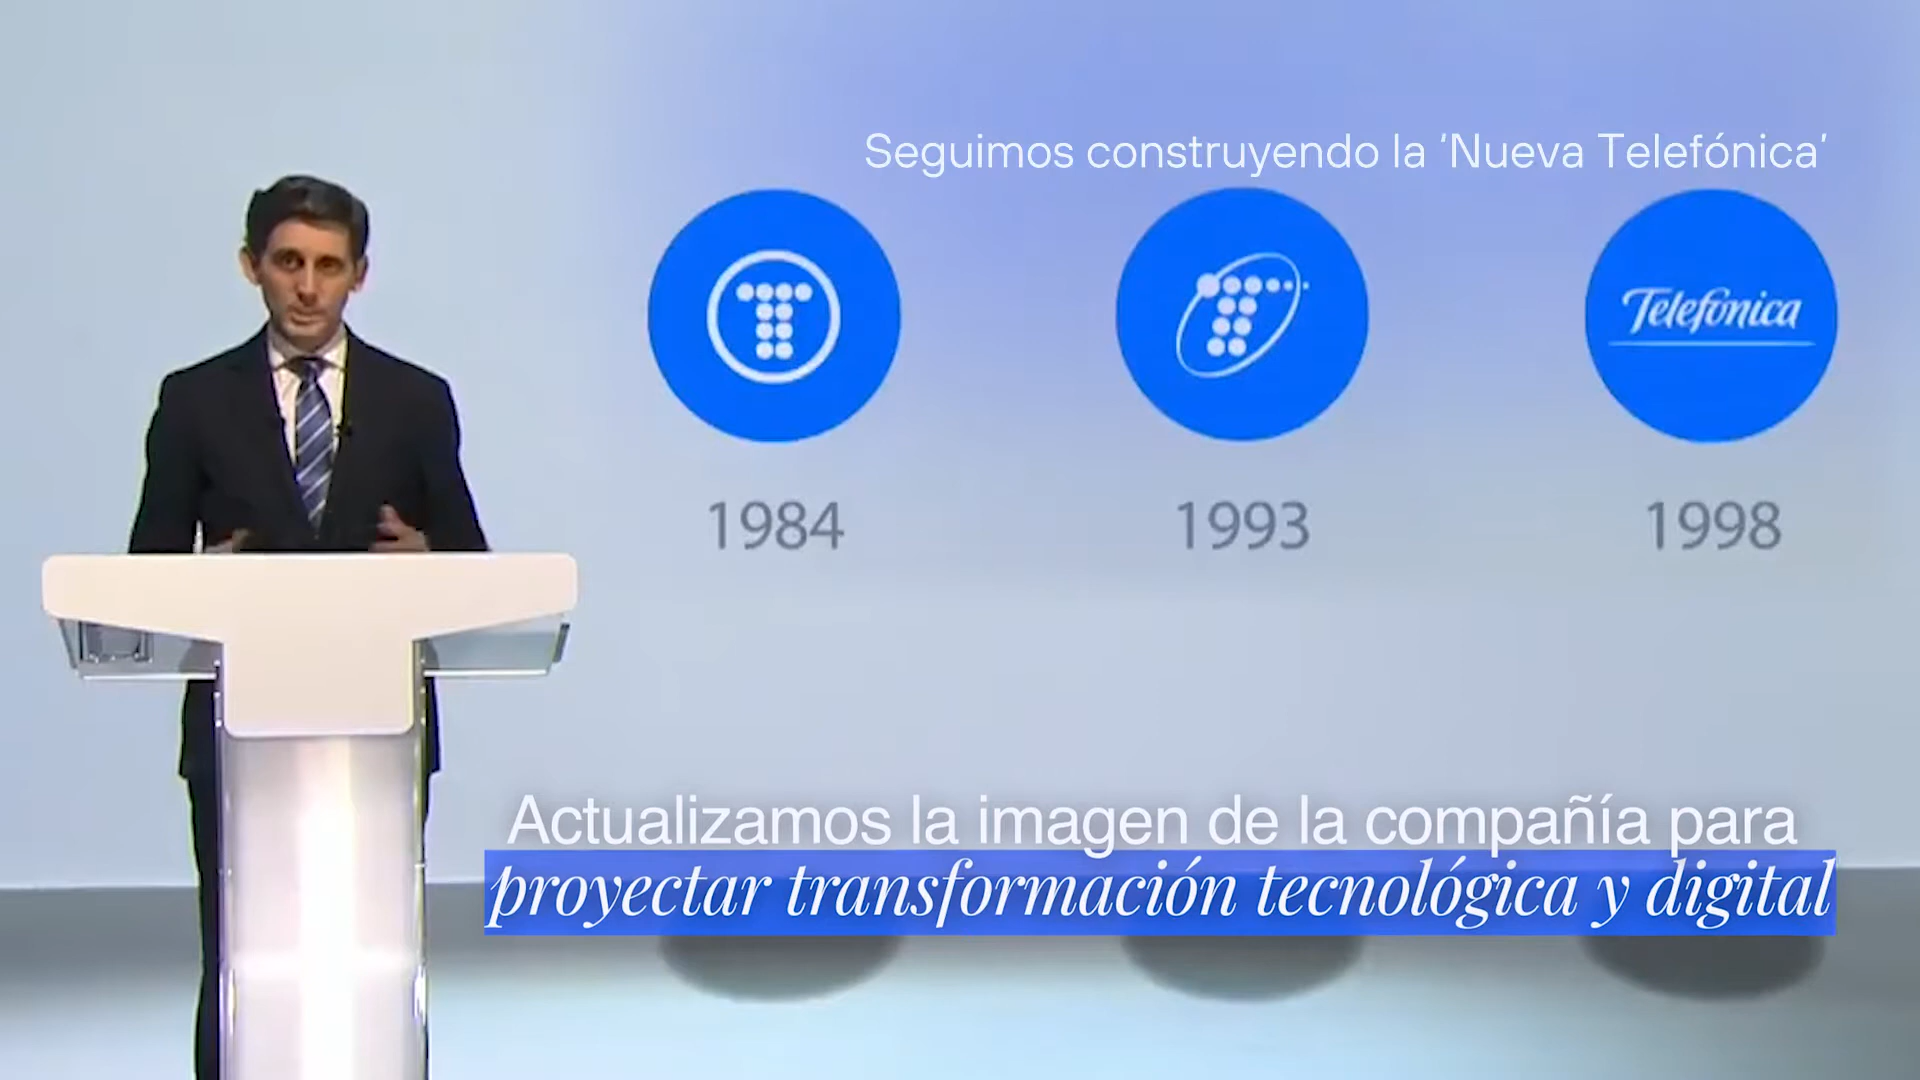 Seguimos construyendo la ‘Nueva Telefónica’
Telefónica
1984
1993
1998
Actualizamos la imagen de la compañía para
proyectar transformación tecnológica y digital